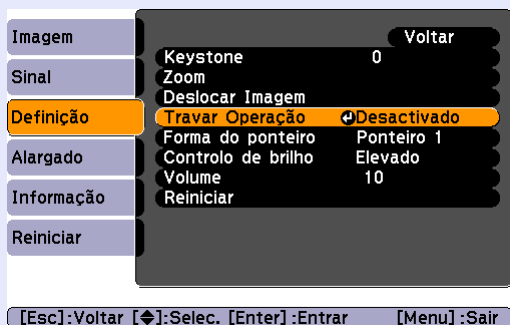 Imagem
Sinal
Definição
Alargado
Informação
Reiniciar
Voltar
Keystone 0
Zoom
Deslocar Imagem
Travar Operação Desactivado
Forma do ponteiro Ponteiro 1
Controlo de brilho Elevado
Volume 10
Reiniciar
[Esc]:Voltar [◆]:Selec. [Enter]:Entrar [Menu]:Sair